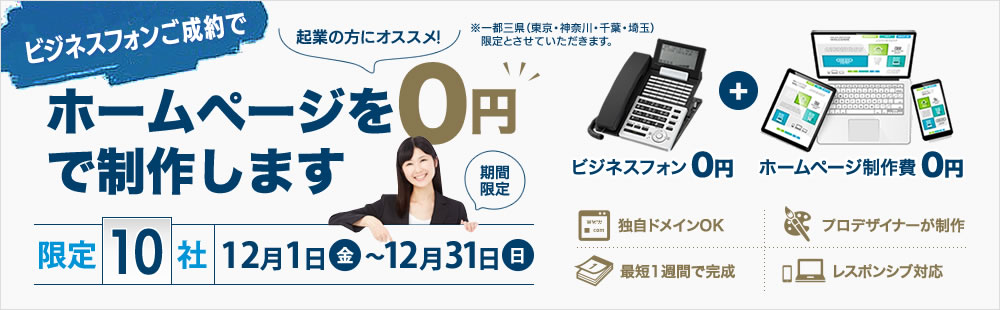 ビジネスフォンご成約で
起業の方にオススメ!
※一都三県(東京・神奈川・千葉・埼玉)
限定とさせていただきます。
ホームページを0円
で制作します
期間
限定
限定10社 12月1日金~12月31日日
+
ビジネスフォン 0円
ホームページ制作費 0円
.com
独自ドメインOK
プロデザイナーが制作
最短1週間で完成
レスポンシブ対応